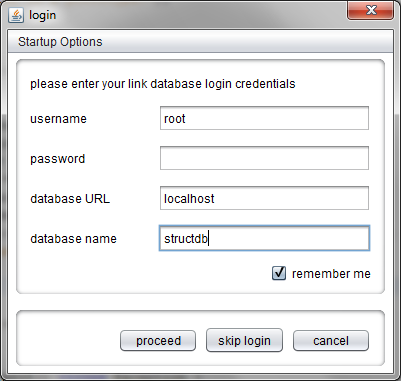 login
Startup Options
please enter your link database login credentials
username root
password
database URL localhost
database name structdb
remember me
proceed skip login cancel